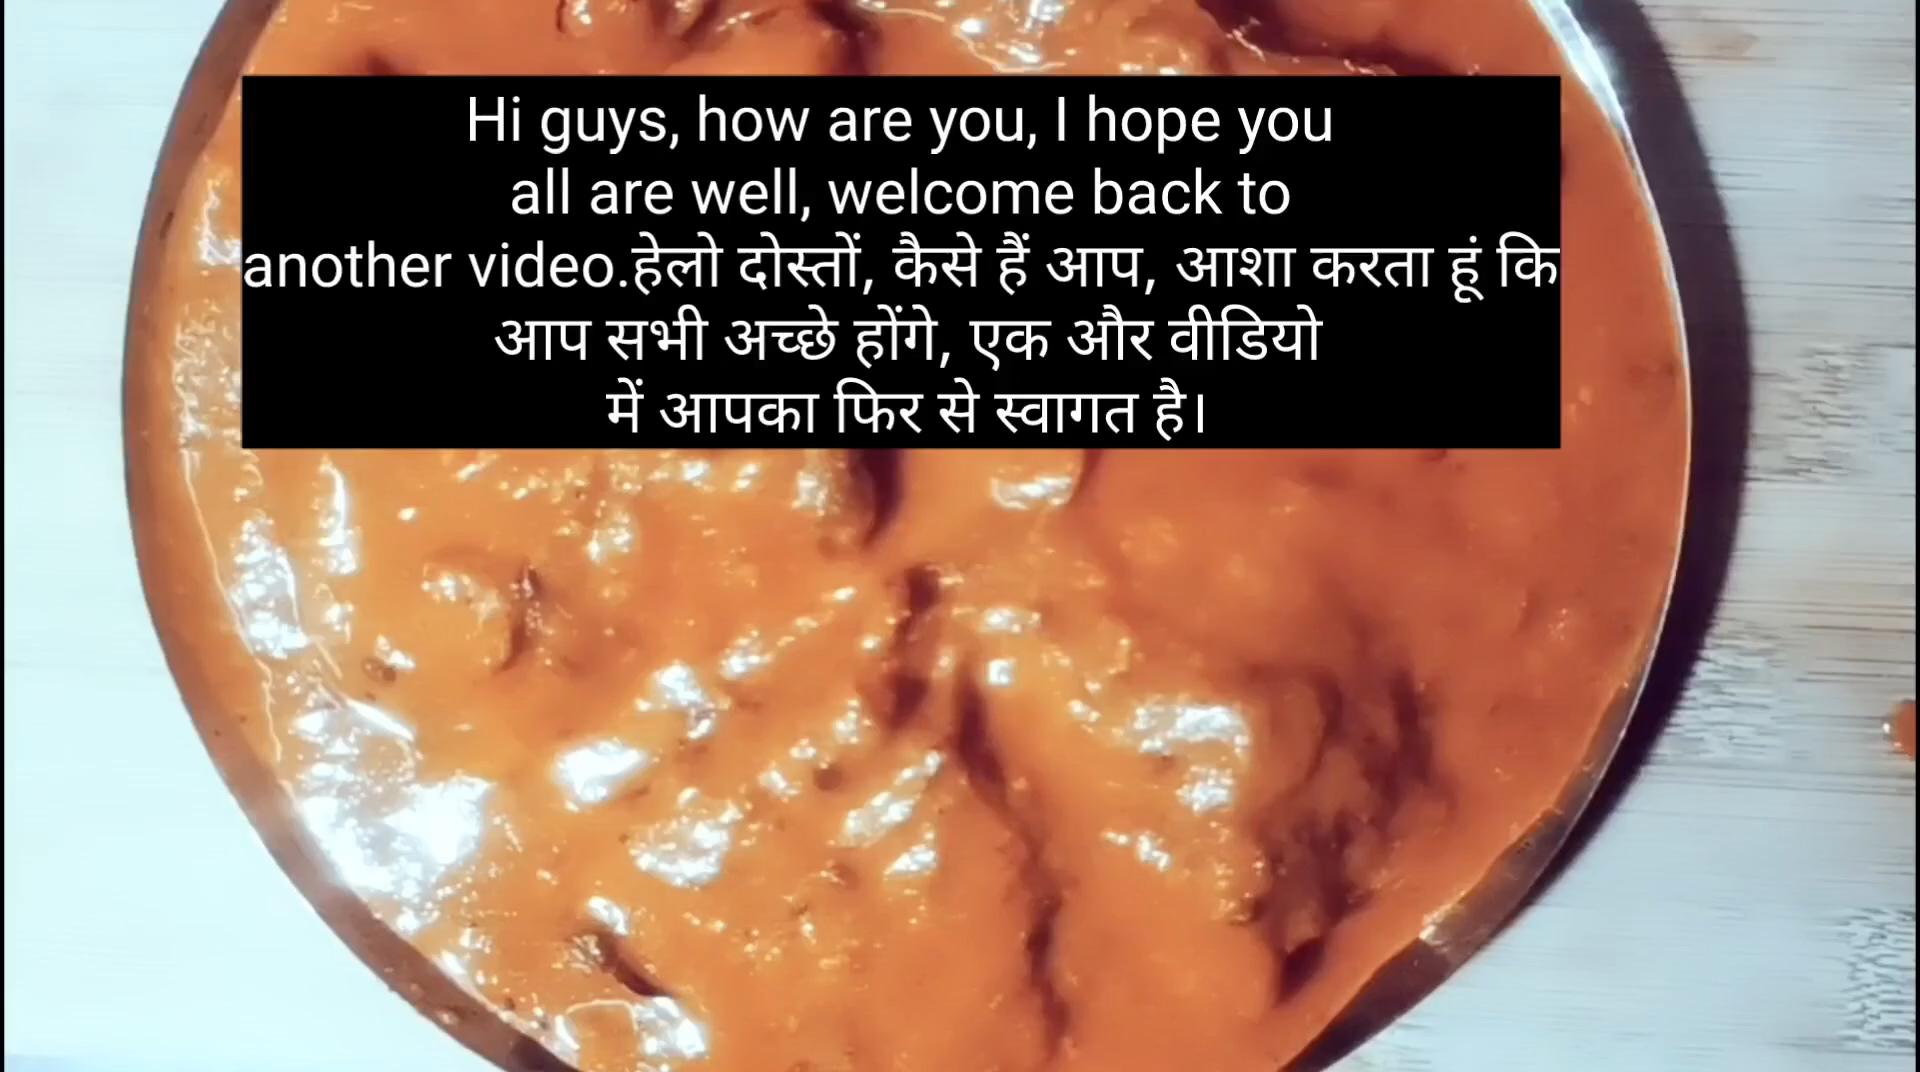 Hi guys, how are you, I hope you
all are well, welcome back to
another video.हेलो दोस्तों, कैसे हैं आप, आशा करता हूं कि
आप सभी अच्छे होंगे, एक और वीडियो
में आपका फिर से स्वागत है।